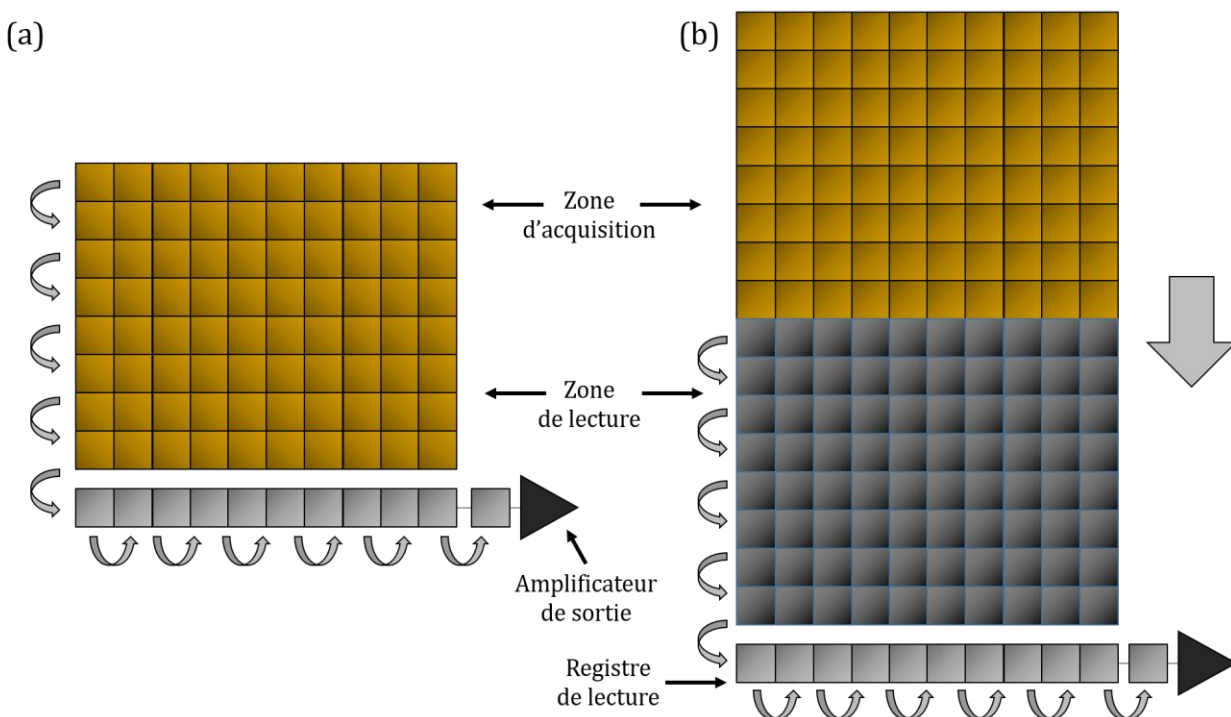 (a)
(b)
Zone
d'acquisition
Zone
de lecture
Amplificateur
de sortie
Registre
de lecture